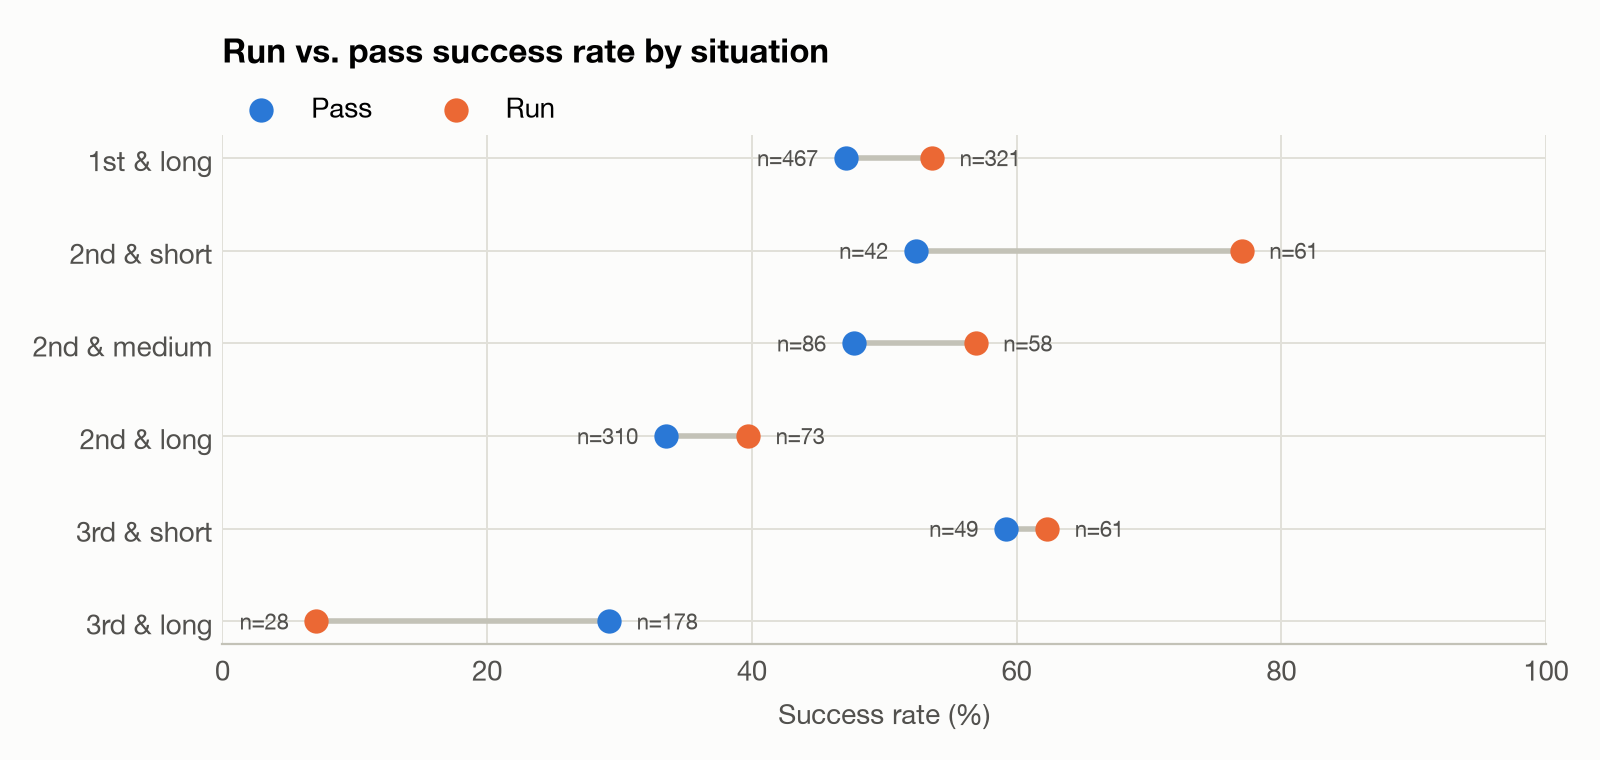 Run vs. pass success rate by situation
Pass Run
1st & long n=467 n=321
2nd & short n=42 n=61
2nd & medium n=86 n=58
2nd & long n=310 n=73
3rd & short n=49 n=61
3rd & long n=28 n=178
0 20 40 60 80 100
Success rate (%)